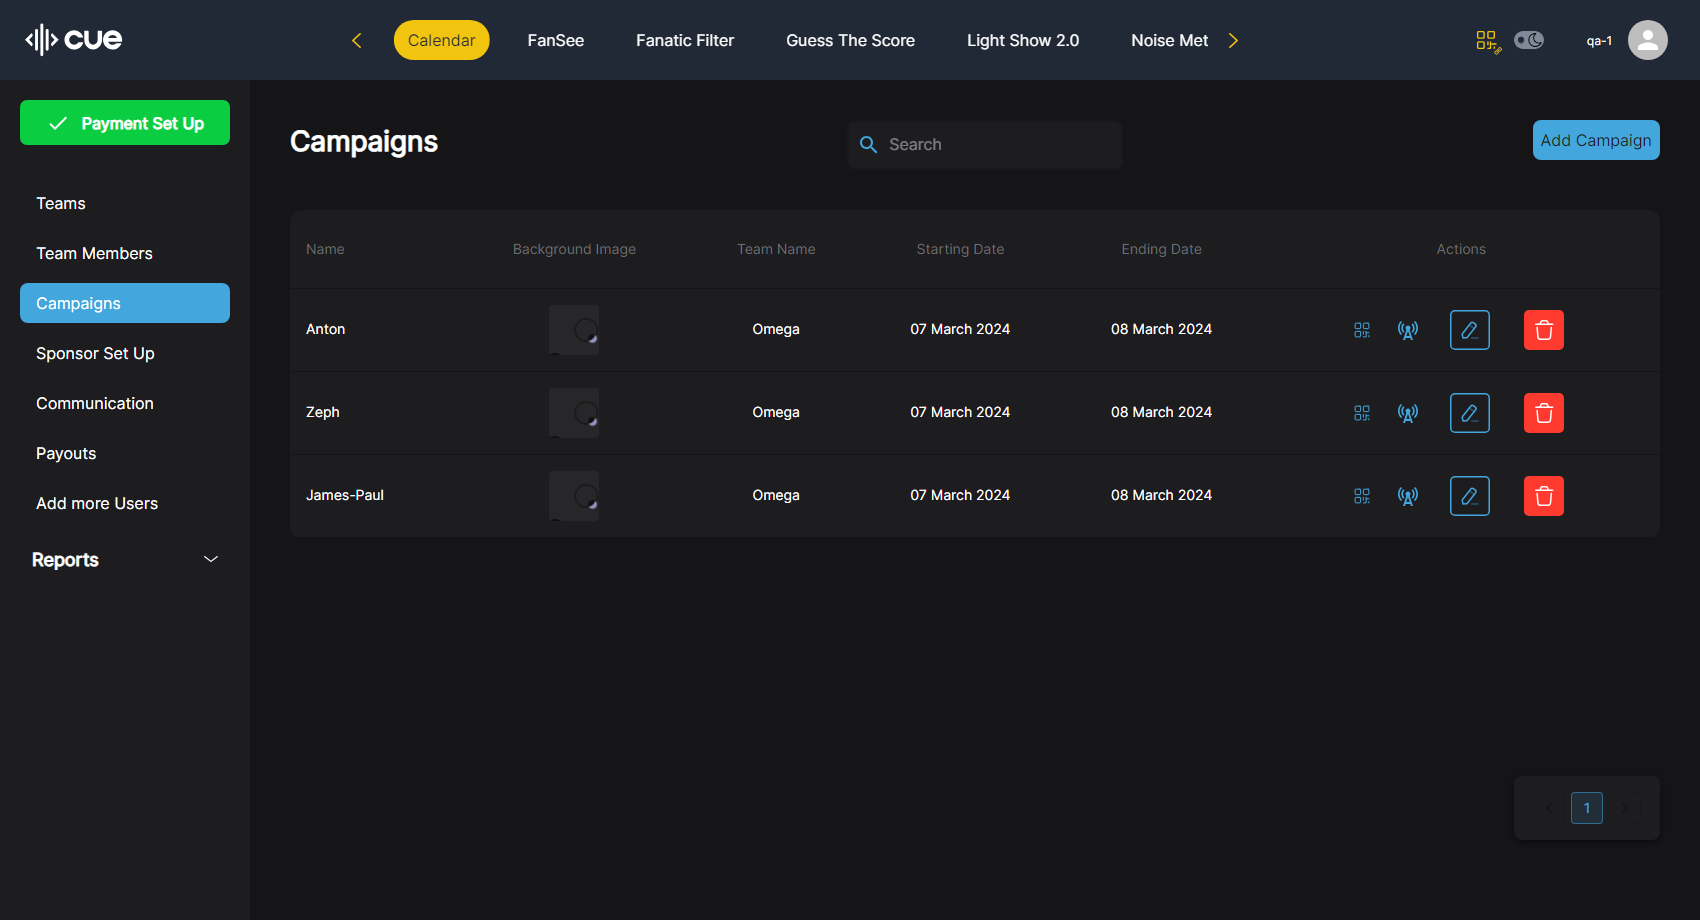 cue
Calendar
FanSee
Fanatic Filter
Guess The Score
Light Show 2.0
Noise Met
qa-1
Payment Set Up
Teams
Team Members
Campaigns
Sponsor Set Up
Communication
Payouts
Add more Users
Reports
Campaigns
Search
Add Campaign
Name Background Image Team Name Starting Date Ending Date Actions
Anton Omega 07 March 2024 08 March 2024
Zeph Omega 07 March 2024 08 March 2024
James-Paul Omega 07 March 2024 08 March 2024
1